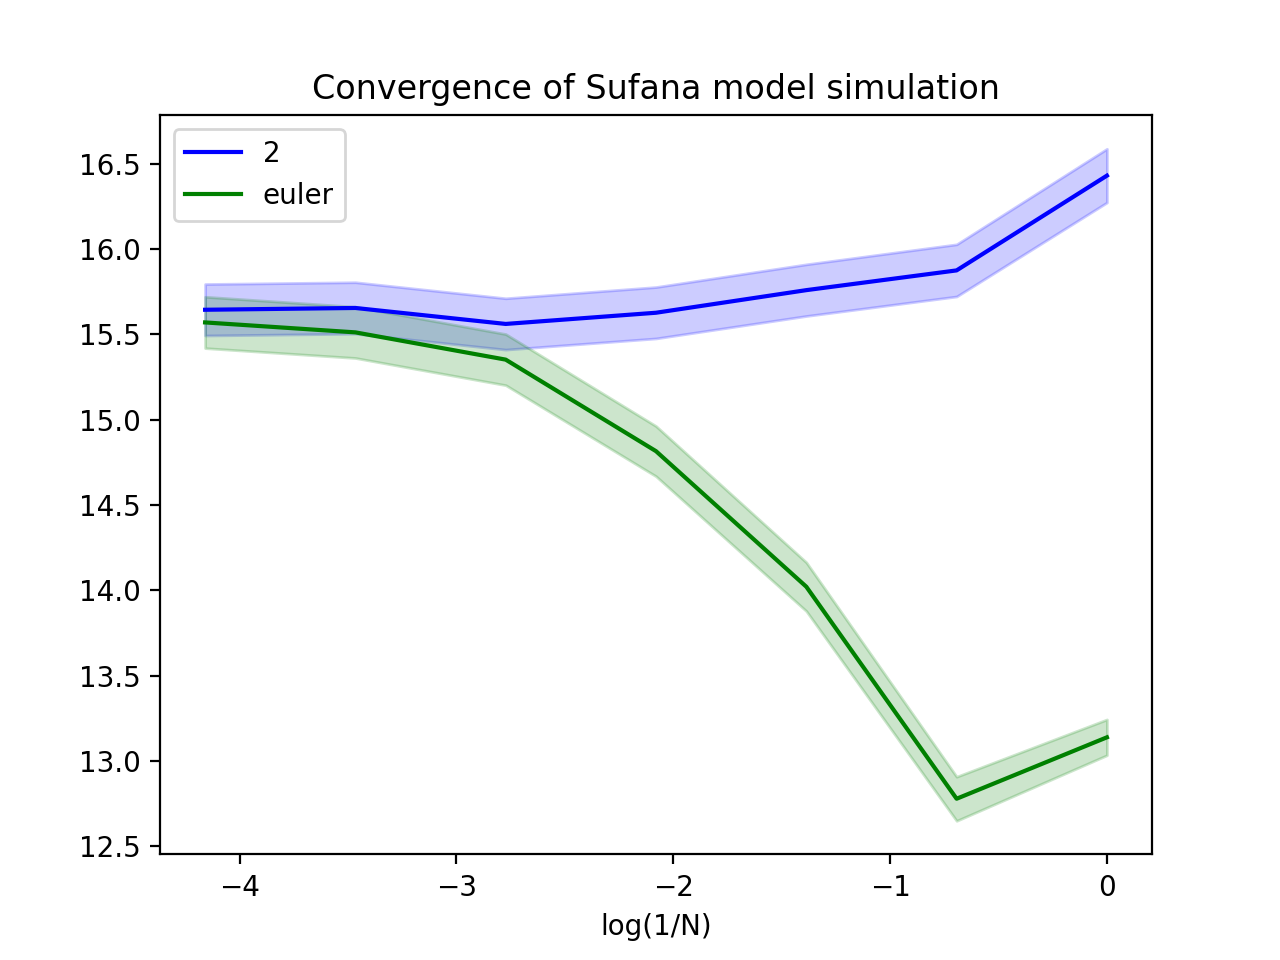 Convergence of Sufana model simulation
2
euler
16.5
16.0
15.5
15.0
14.5
14.0
13.5
13.0
12.5
−4 −3 −2 −1 0
log(1/N)